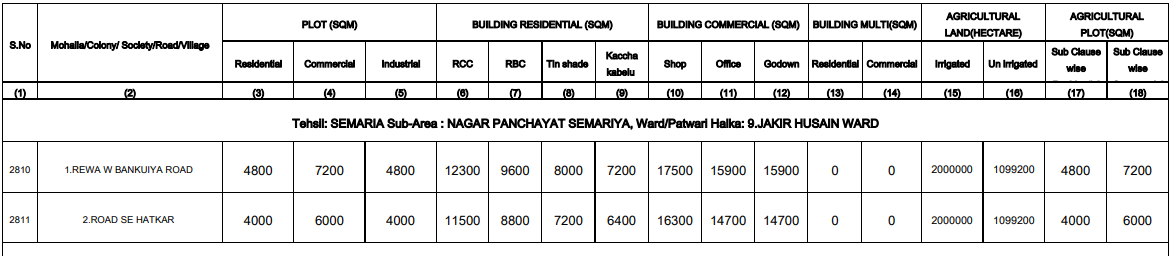 S.No Mohalla/Colony/ Society/Road/Village PLOT (SQM) BUILDING RESIDENTIAL (SQM) BUILDING COMMERCIAL (SQM) BUILDING MULTI(SQM) AGRICULTURAL LAND(HECTARE) AGRICULTURAL PLOT(SQM)
Residential Commercial Industrial RCC RBC Tin shade Kaccha kabelu Shop Office Godown Residential Commercial Irrigated Un irrigated Sub Clause wise Sub Clause wise
(1) (2) (3) (4) (5) (6) (7) (8) (9) (10) (11) (12) (13) (14) (15) (16) (17) (18)
Tehsil: SEMARIA Sub-Area : NAGAR PANCHAYAT SEMARIYA, Ward/Patwari Halka: 9.JAKIR HUSAIN WARD
2810 1.REWA W BANKUIYA ROAD 4800 7200 4800 12300 9600 8000 7200 17500 15900 15900 0 0 2000000 1099200 4800 7200
2811 2.ROAD SE HATKAR 4000 6000 4000 11500 8800 7200 6400 16300 14700 14700 0 0 2000000 1099200 4000 6000